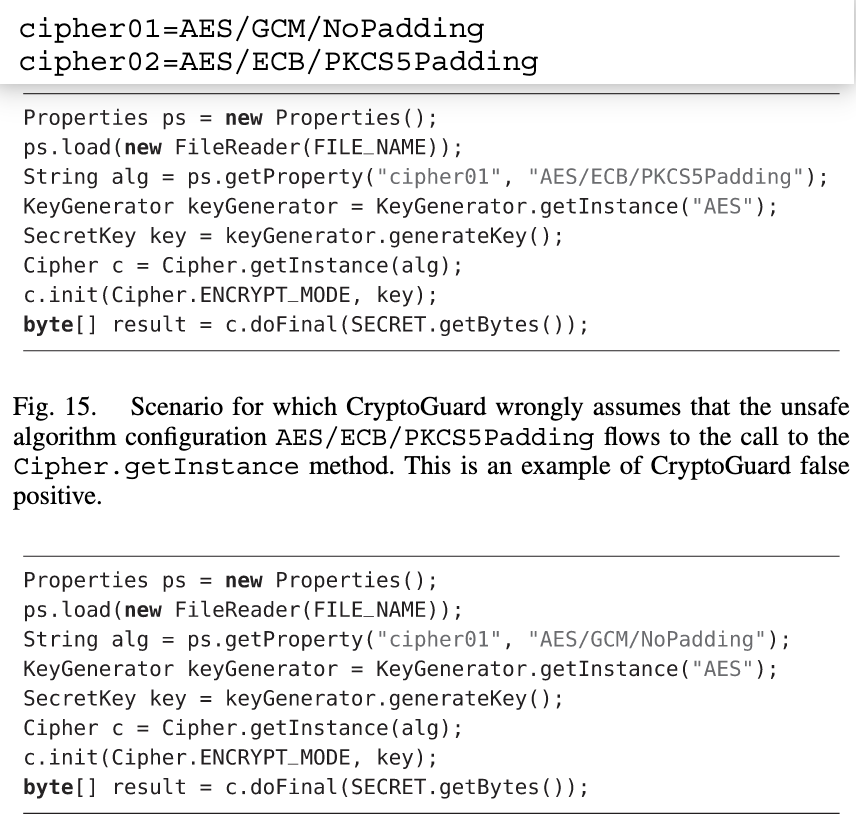 cipher01=AES/GCM/NoPadding
cipher02=AES/ECB/PKCS5Padding
Properties ps = new Properties();
ps.load(new FileReader(FILE_NAME));
String alg = ps.getProperty("cipher01", "AES/ECB/PKCS5Padding");
KeyGenerator keyGenerator = KeyGenerator.getInstance("AES");
SecretKey key = keyGenerator.generateKey();
Cipher c = Cipher.getInstance(alg);
c.init(Cipher.ENCRYPT_MODE, key);
byte[] result = c.doFinal(SECRET.getBytes());
Fig. 15. Scenario for which CryptoGuard wrongly assumes that the unsafe
algorithm configuration AES/ECB/PKCS5Padding flows to the call to the
Cipher.getInstance method. This is an example of CryptoGuard false
positive.
Properties ps = new Properties();
ps.load(new FileReader(FILE_NAME));
String alg = ps.getProperty("cipher01", "AES/GCM/NoPadding");
KeyGenerator keyGenerator = KeyGenerator.getInstance("AES");
SecretKey key = keyGenerator.generateKey();
Cipher c = Cipher.getInstance(alg);
c.init(Cipher.ENCRYPT_MODE, key);
byte[] result = c.doFinal(SECRET.getBytes());